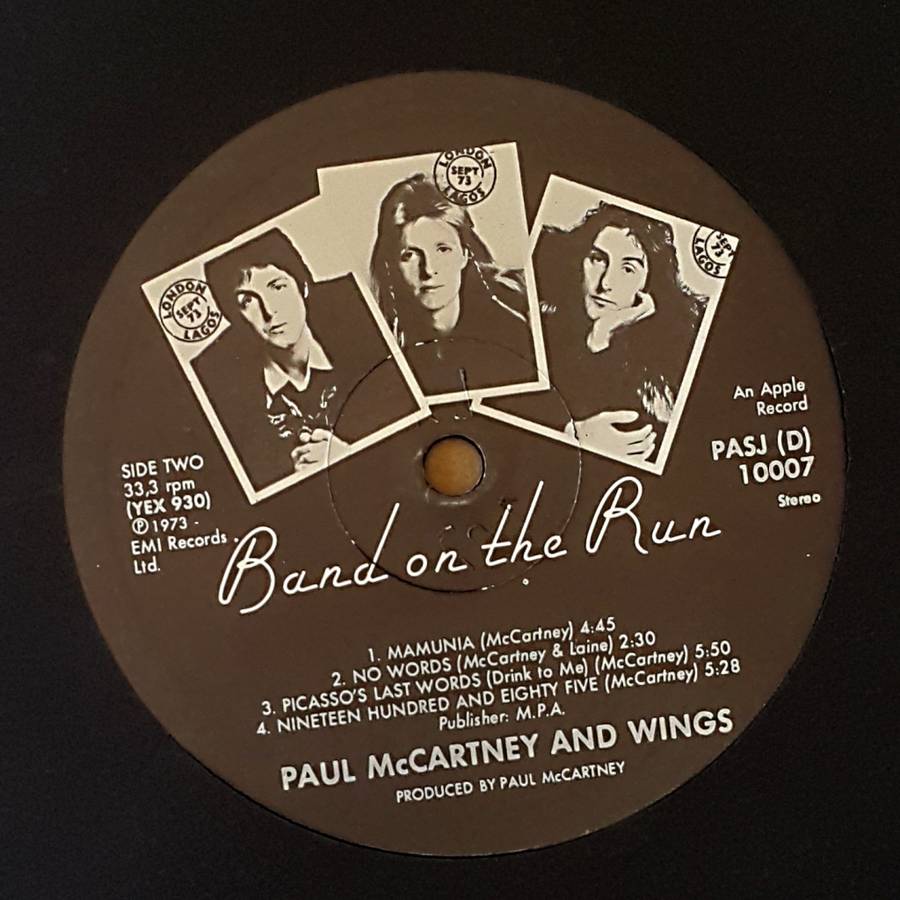 LONDON
SEPT
73
LAGOS
LONDON
SEPT
73
LAGOS
SEPT
73
LAGOS
SIDE TWO
33,3 rpm
(YEX 930)
℗ 1973 -
EMI Records
Ltd.
An Apple
Record
PASJ (D)
10007
Stereo
Band on the Run
1. MAMUNIA (McCartney) 4:45
2. NO WORDS (McCartney & Laine) 2:30
3. PICASSO'S LAST WORDS (Drink to Me) (McCartney) 5:50
4. NINETEEN HUNDRED AND EIGHTY FIVE (McCartney) 5:28
Publisher: M.P.A.
PAUL McCARTNEY AND WINGS
PRODUCED BY PAUL McCARTNEY